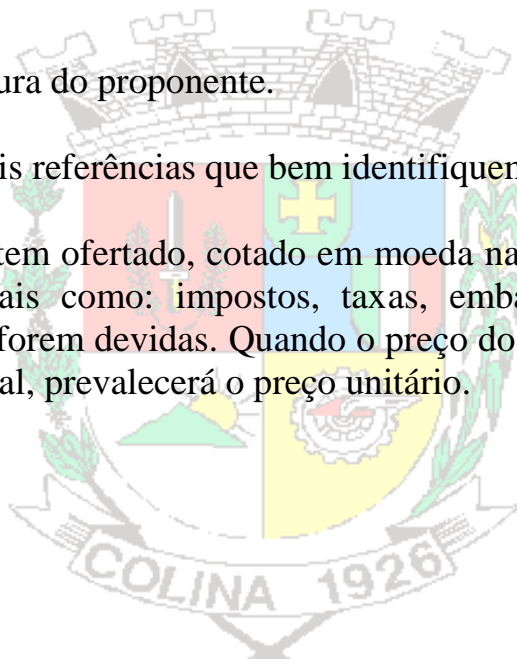 ura do proponente.
is referências que bem identifiquem
tem ofertado, cotado em moeda na
ais como: impostos, taxas, emba
forem devidas. Quando o preço do
al, prevalecerá o preço unitário.
COLINA 1926